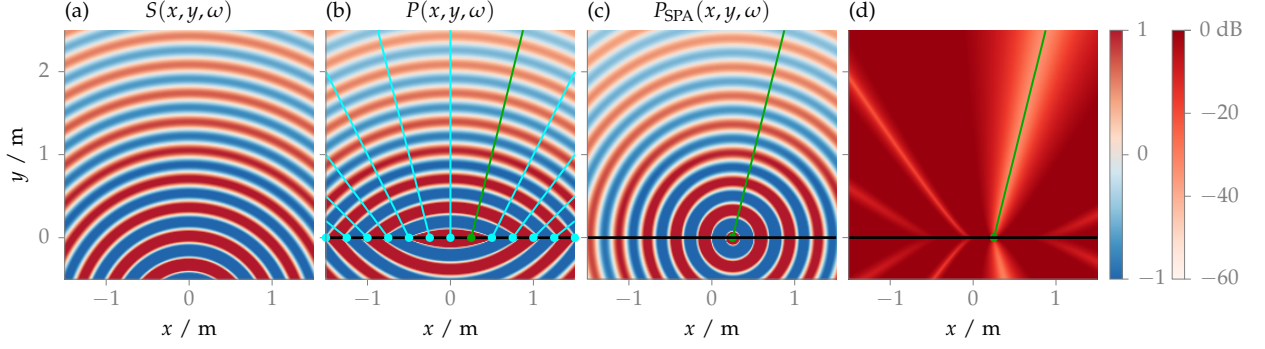 (a) S(x, y, ω) (b) P(x, y, ω) (c) P_SPA(x, y, ω) (d)
1 0 dB
2
−20
1 0
−40
0
−1 −60
−1 0 1 −1 0 1 −1 0 1 −1 0 1
x / m x / m x / m x / m
y / m